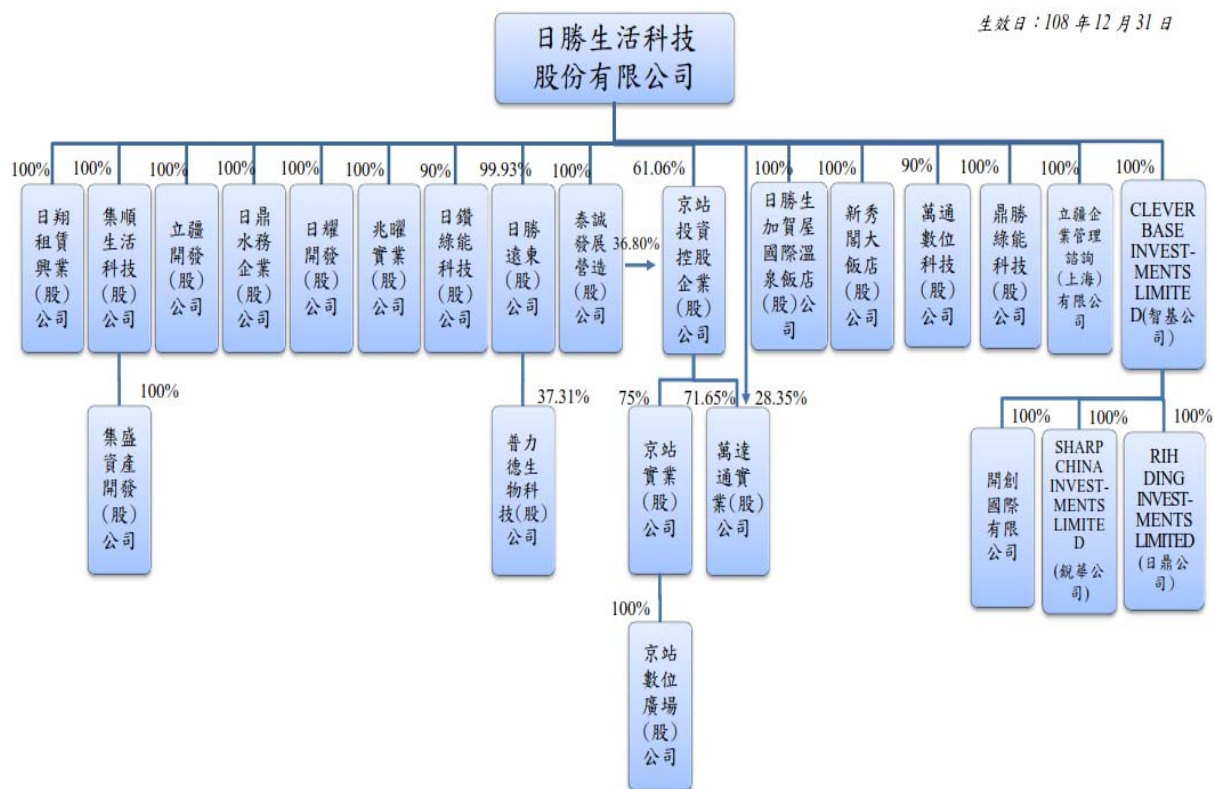 生效日：108 年 12 月 31 日
日勝生活科技
股份有限公司
100%
100%
100%
100%
100%
100%
90%
99.93%
100%
61.06%
100%
100%
90%
100%
100%
100%
日翔
租賃
興業
(股)
公司
集順
生活
科技
(股)
公司
立疆
開發
(股)
公司
日鼎
水務
企業
(股)
公司
日耀
開發
(股)
公司
兆曜
實業
(股)
公司
日鑽
綠能
科技
(股)
公司
日勝
遠東
(股)
公司
泰誠
發展
營造
(股)
公司
36.80%
京站
投資
控股
企業
(股)
公司
日勝生
加賀屋
國際溫
泉飯店
(股)公
司
新秀
閣大
飯店
(股)
公司
萬通
數位
科技
(股)
公司
鼎勝
綠能
科技
(股)
公司
立疆企
業管理
諮詢
(上海)
有限公
司
CLEVER
BASE
INVEST-
MENTS
LIMITE
D(智基公
司)
100%
37.31%
75%
71.65%
28.35%
100%
100%
100%
集盛
資產
開發
(股)
公司
普力
德生
物科
技(股)
公司
京站
實業
(股)
公司
萬達
通實
業(股)
公司
開創
國際
有限
公司
SHARP
CHINA
INVEST-
MENTS
LIMITE
D
(銳華公
司)
RIH
DING
INVEST-
MENTS
LIMITED
(日鼎公
司)
100%
京站
數位
廣場
(股)
公司